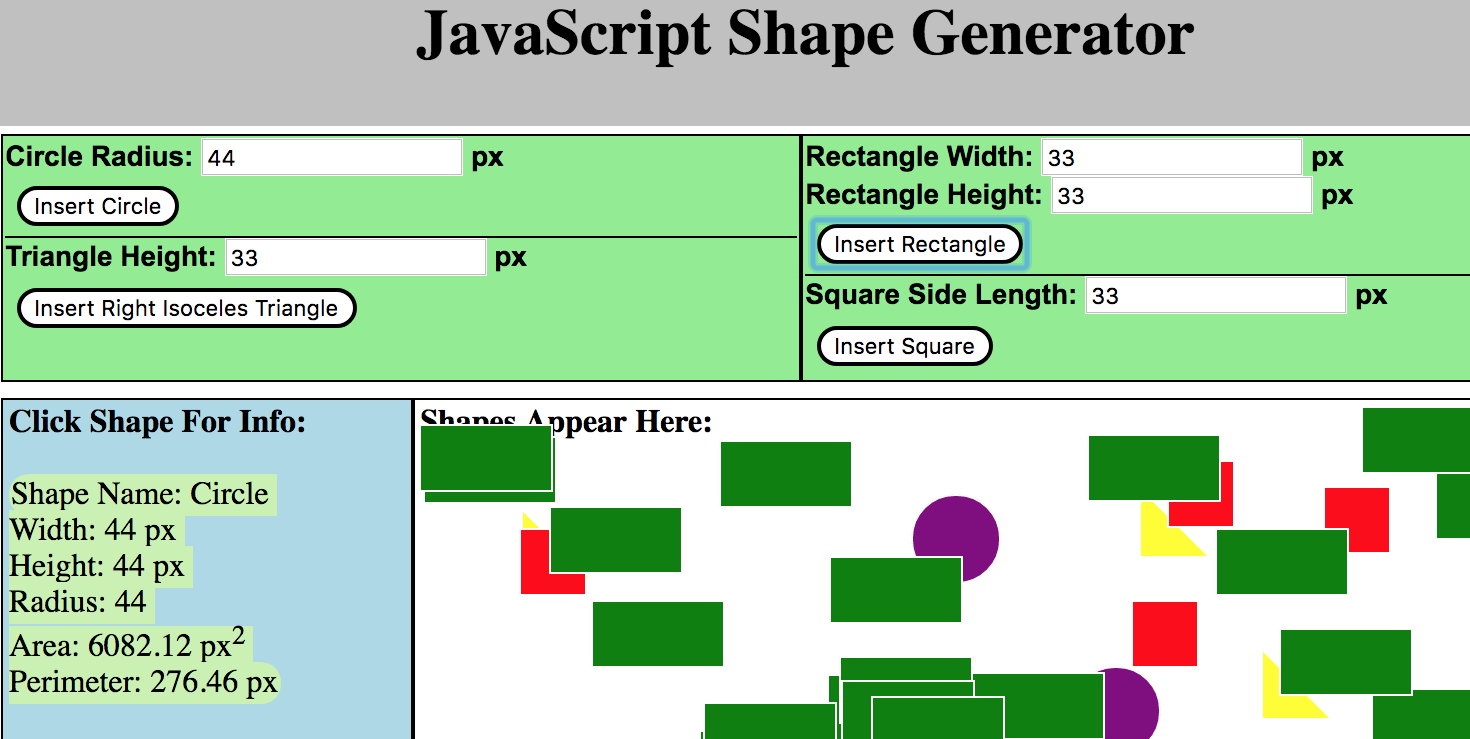 JavaScript Shape Generator
Circle Radius: 44 px
Insert Circle
Triangle Height: 33 px
Insert Right Isoceles Triangle
Rectangle Width: 33 px
Rectangle Height: 33 px
Insert Rectangle
Square Side Length: 33 px
Insert Square
Click Shape For Info:
Shape Name: Circle
Width: 44 px
Height: 44 px
Radius: 44
Area: 6082.12 px²
Perimeter: 276.46 px
Shapes Appear Here: